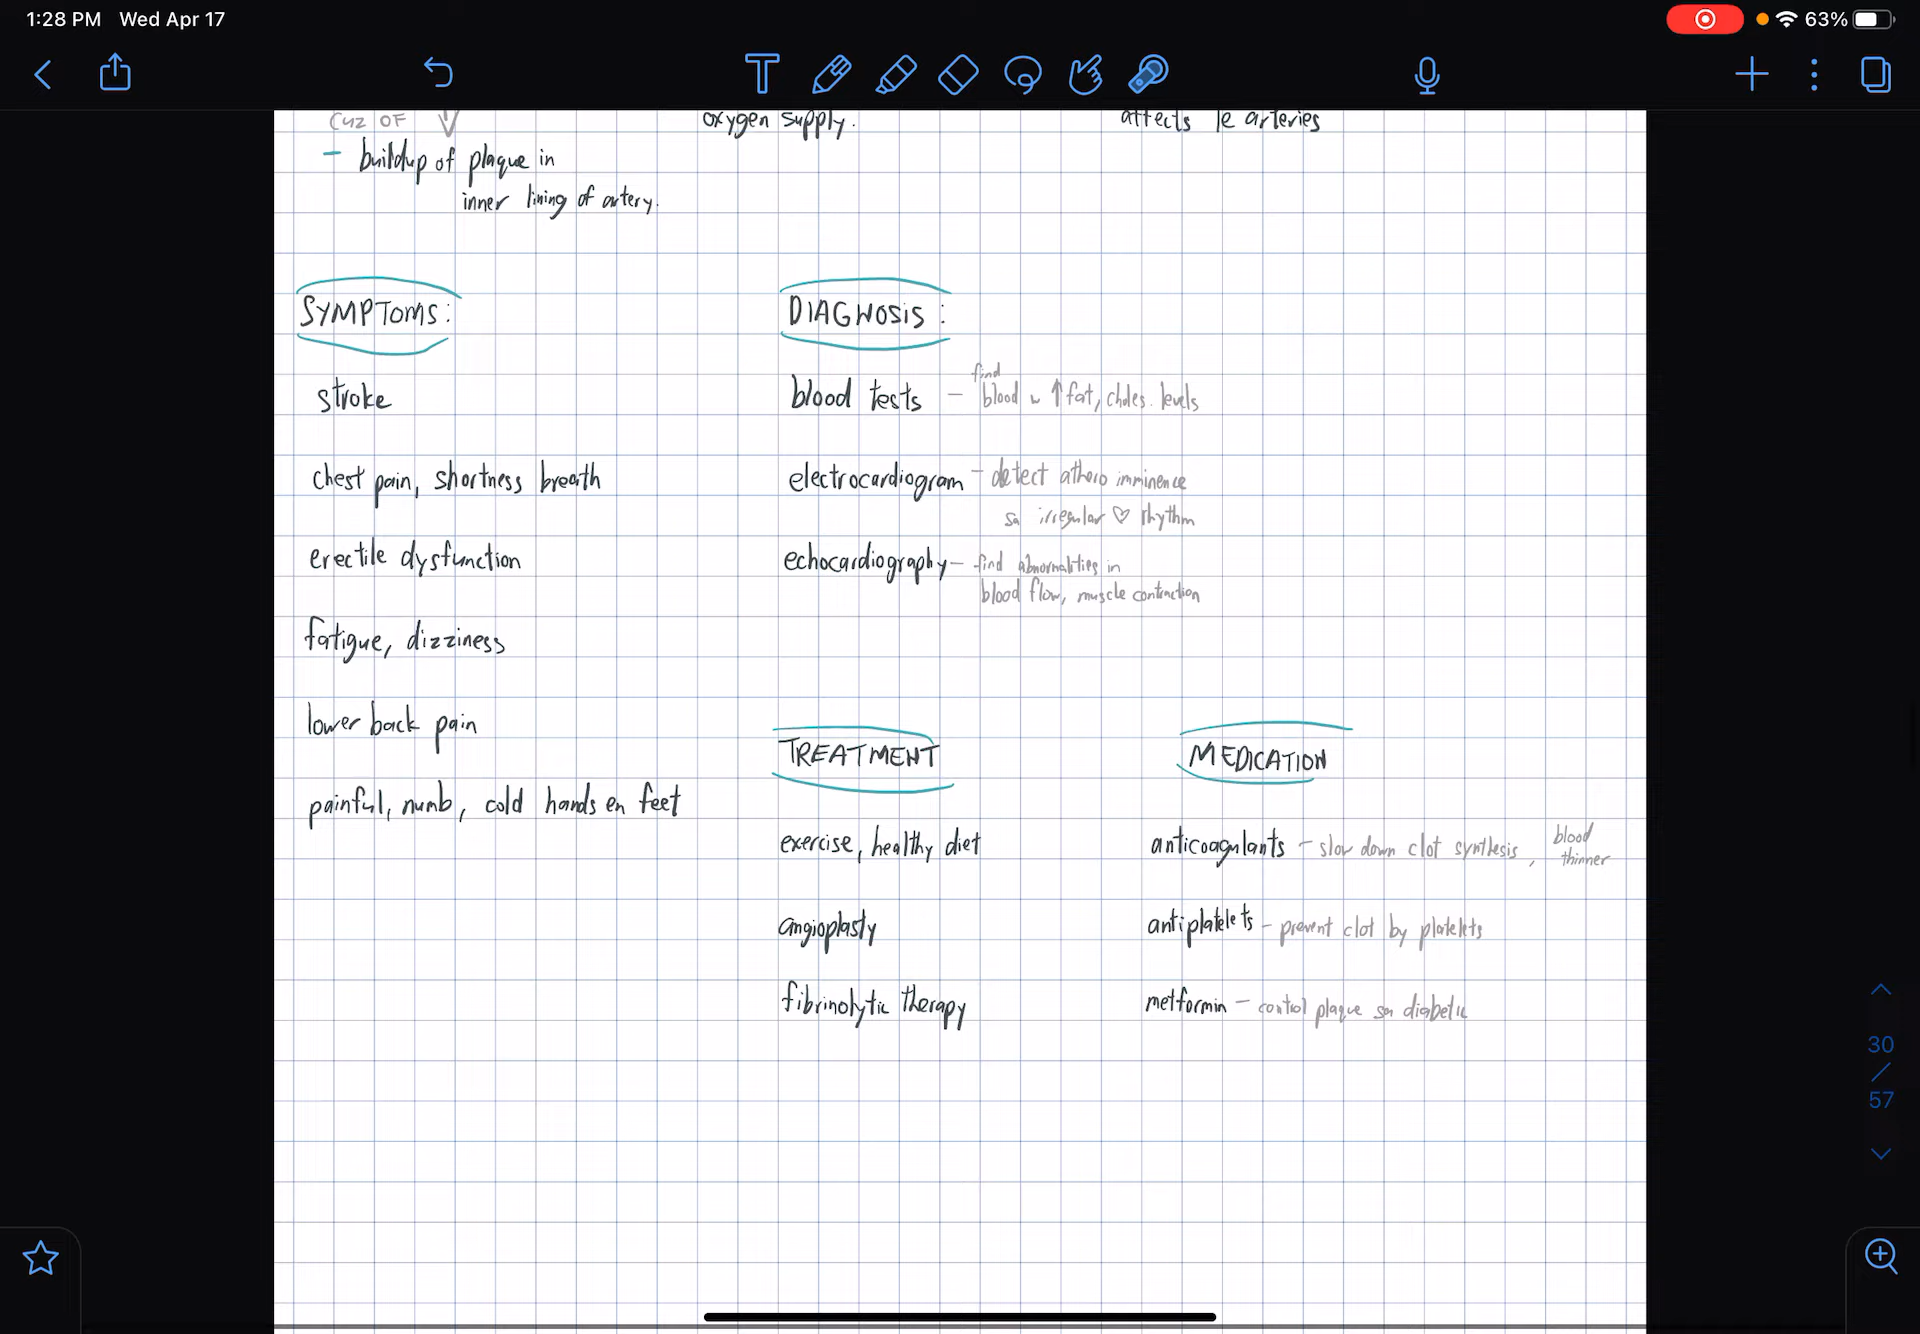 1:28 PM Wed Apr 17
63%
cuz OF
oxygen supply.
affects le arteries
- buildup of plaque in
inner lining of artery.
SYMPTOMS:
stroke
chest pain, shortness breath
erectile dysfunction
fatigue, dizziness
lower back pain
painful, numb, cold hands en feet
DIAGNOSIS:
blood tests - find blood w ↑ fat, choles. levels
electrocardiogram - detect athero imminence
sa irregular ♡ rhythm
echocardiography - find abnormalities in
blood flow, muscle contraction
TREATMENT
exercise, healthy diet
angioplasty
fibrinolytic therapy
MEDICATION
anticoagulants - slow down clot synthesis, blood thinner
antiplatelets - prevent clot by platelets
metformin - control plaque sa diabetic
30
/
57